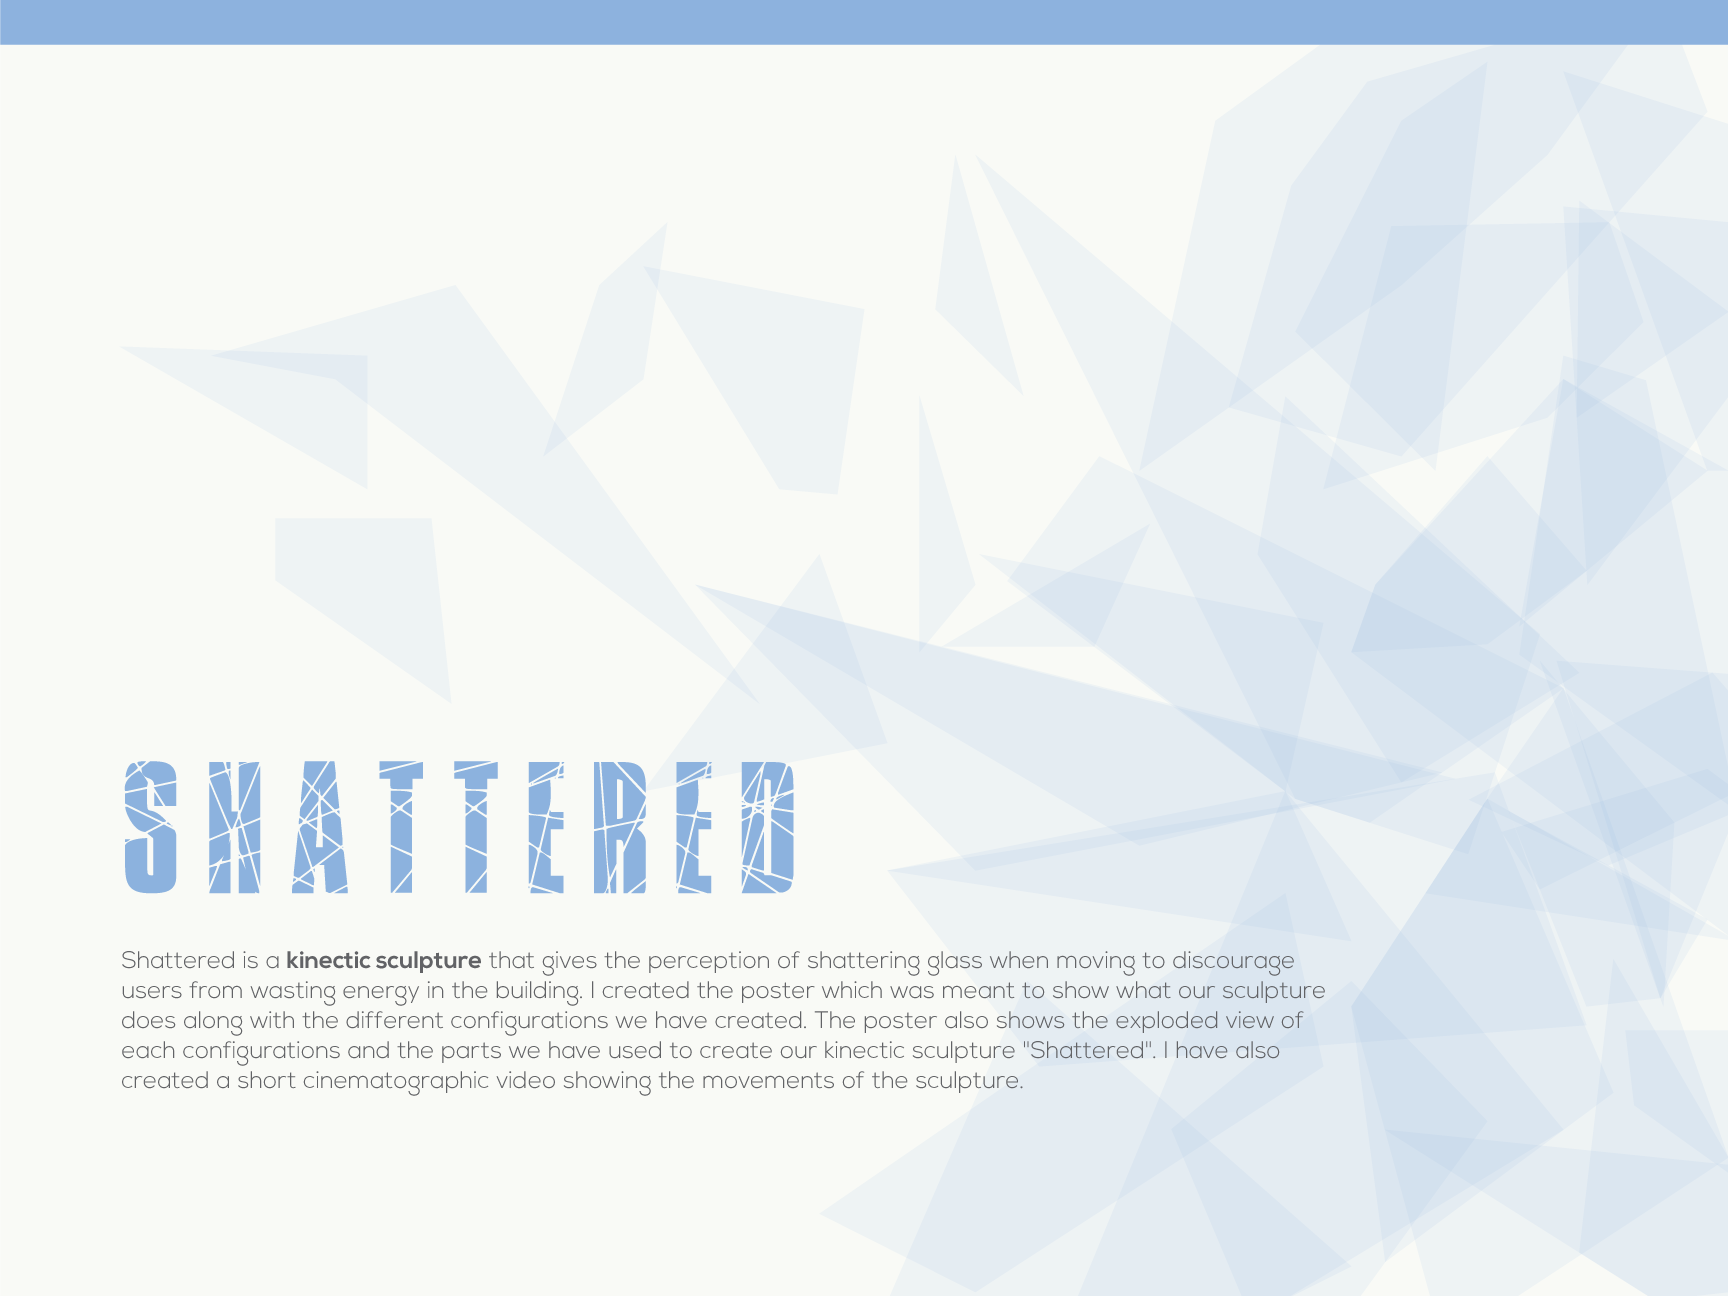 SHATTERED
Shattered is a kinectic sculpture that gives the perception of shattering glass when moving to discourage
users from wasting energy in the building. I created the poster which was meant to show what our sculpture
does along with the different configurations we have created. The poster also shows the exploded view of
each configurations and the parts we have used to create our kinectic sculpture "Shattered". I have also
created a short cinematographic video showing the movements of the sculpture.